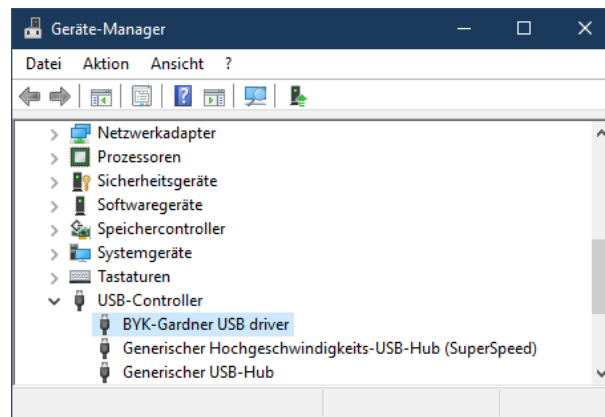 Geräte-Manager
Datei Aktion Ansicht ?
Netzwerkadapter
Prozessoren
Sicherheitsgeräte
Softwaregeräte
Speichercontroller
Systemgeräte
Tastaturen
USB-Controller
BYK-Gardner USB driver
Generischer Hochgeschwindigkeits-USB-Hub (SuperSpeed)
Generischer USB-Hub